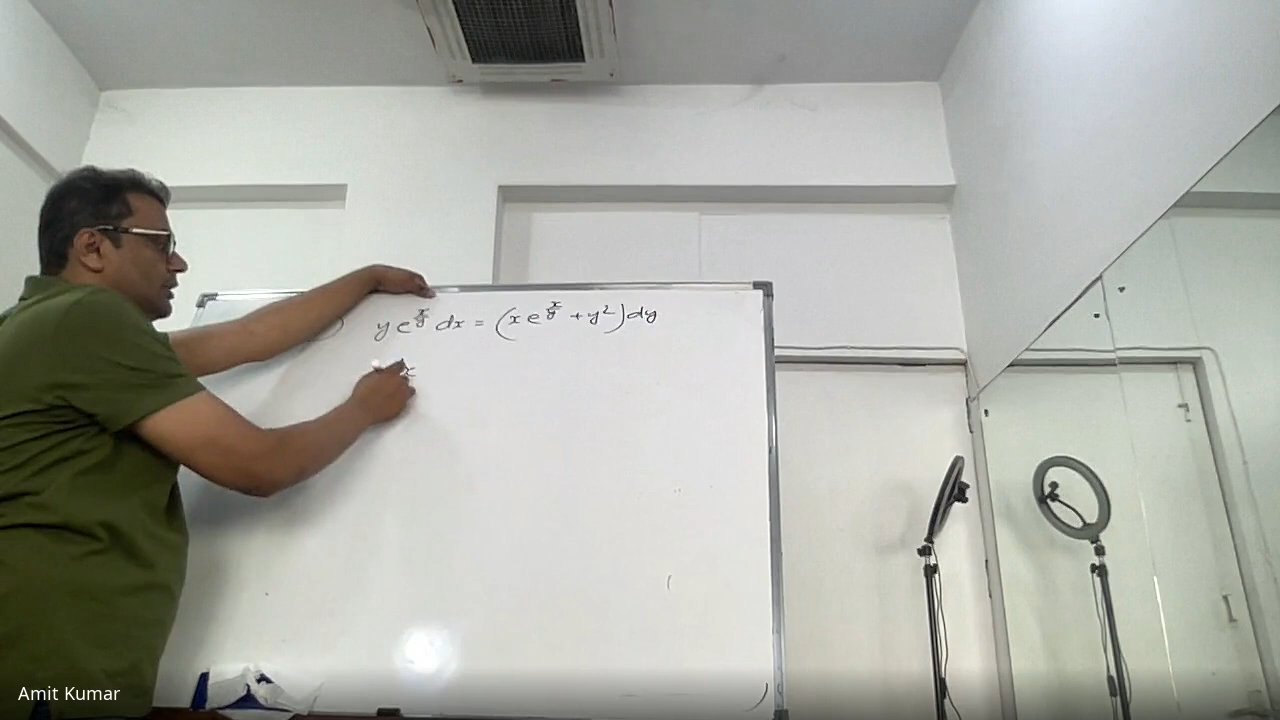 ) y e^{x/y} dx = (x e^{x/y} + y²) dy
x
Amit Kumar